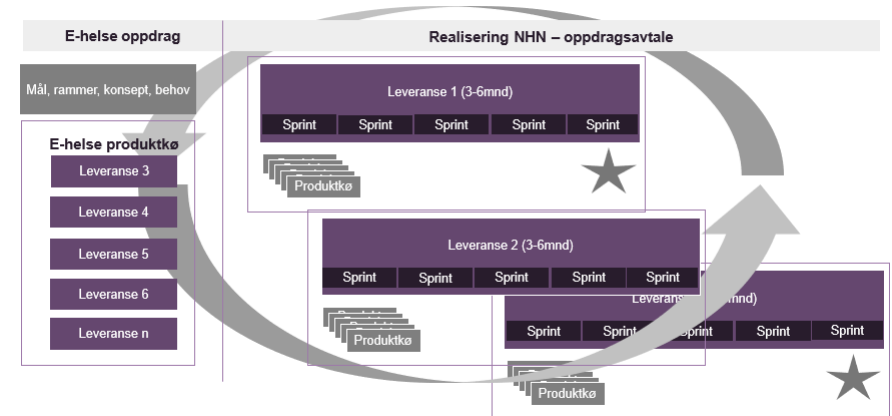 E-helse oppdrag
Realisering NHN – oppdragsavtale
Mål, rammer, konsept, behov
E-helse produktkø
Leveranse 3
Leveranse 4
Leveranse 5
Leveranse 6
Leveranse n
Leveranse 1 (3-6mnd)
Sprint Sprint Sprint Sprint Sprint
Produktkø
Leveranse 2 (3-6mnd)
Sprint Sprint Sprint Sprint Sprint
Produktkø
Sprint Sprint Sprint Sprint Sprint
Produktkø